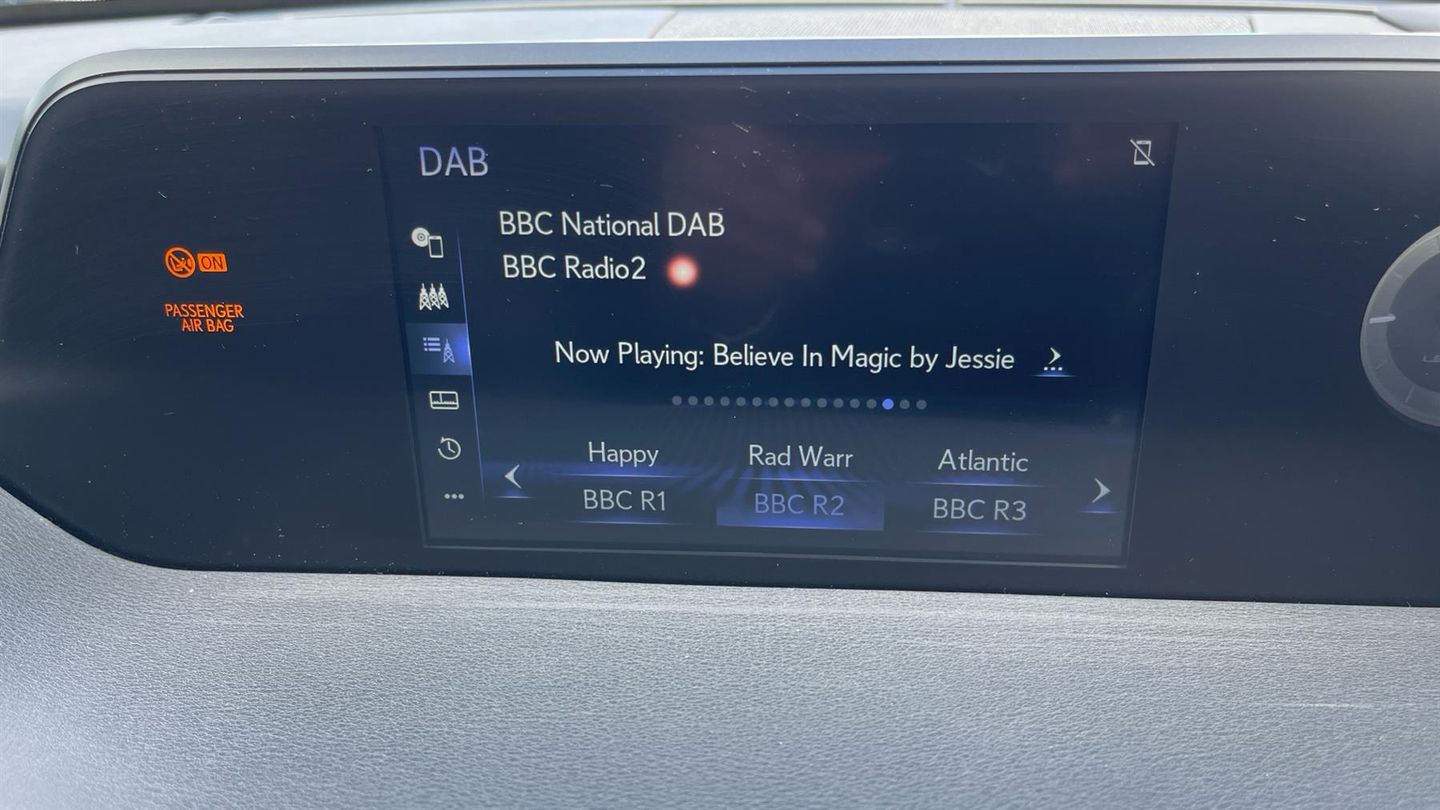 DAB
BBC National DAB
BBC Radio2
ON
PASSENGER
AIR BAG
Now Playing: Believe In Magic by Jessie
Happy
Rad Warr
Atlantic
BBC R1
BBC R2
BBC R3